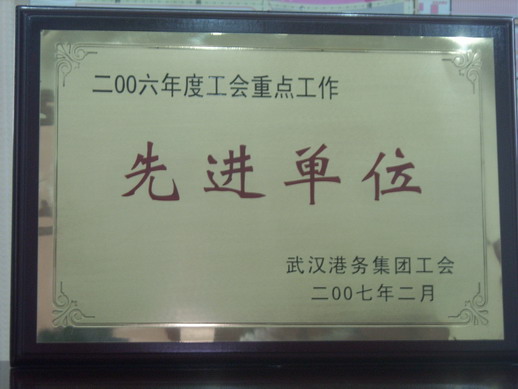 二00六年度工会重点工作
先进单位
武汉港务集团工会
二00七年二月